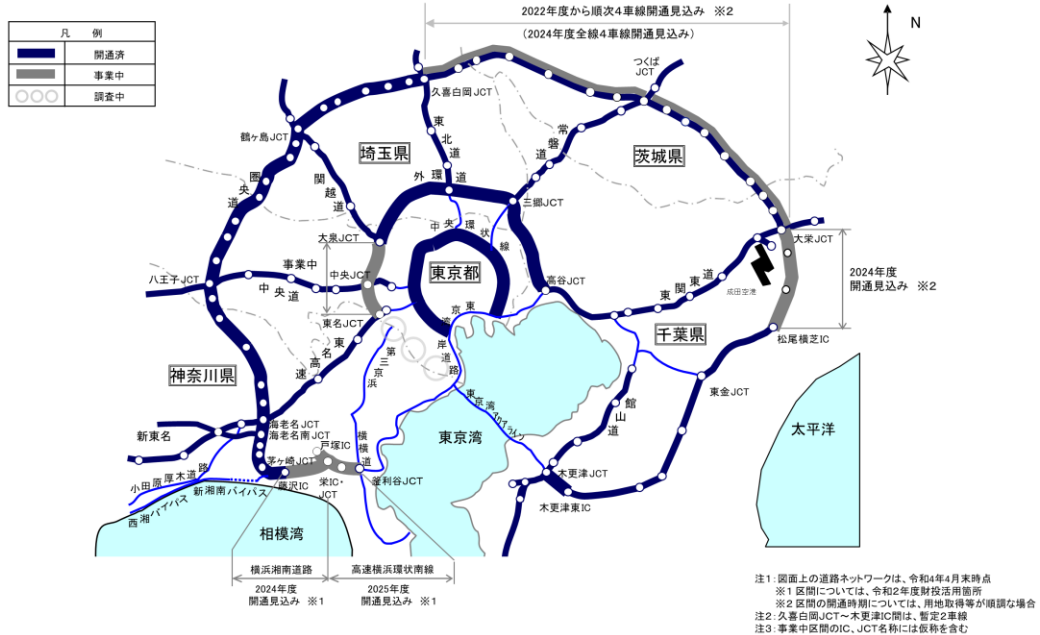 2022年度から順次4車線開通見込み ※2
(2024年度全線4車線開通見込み)
N
凡 例
開通済
事業中
調査中
つくば
JCT
久喜白岡JCT
鶴ヶ島JCT
埼玉県
東北道
常磐道
茨城県
圏央道
関越道
外環道
三郷JCT
大泉JCT
中央環状線
大栄JCT
東京都
八王子JCT
事業中
中央JCT
中央道
高谷JCT
東関東道
成田空港
2024年度
開通見込み ※2
東名JCT
東京湾岸道路
千葉県
松尾横芝IC
東名高速
第三京浜
神奈川県
東金JCT
東京湾アクアライン
館山道
新東名
海老名JCT
海老名南JCT
戸塚IC
横横道
東京湾
太平洋
茅ヶ崎JCT
木更津JCT
小田原厚木道路
藤沢IC
栄IC・
JCT
釜利谷JCT
新湘南バイパス
西湘バイパス
木更津東IC
相模湾
横浜湘南道路
高速横浜環状南線
2024年度
開通見込み ※1
2025年度
開通見込み ※1
注1:図面上の道路ネットワークは、令和4年4月末時点
※1 区間については、令和2年度財投活用箇所
※2 区間の開通時期については、用地取得等が順調な場合
注2:久喜白岡JCT～木更津IC間は、暫定2車線
注3:事業中区間のIC、JCT名称には仮称を含む